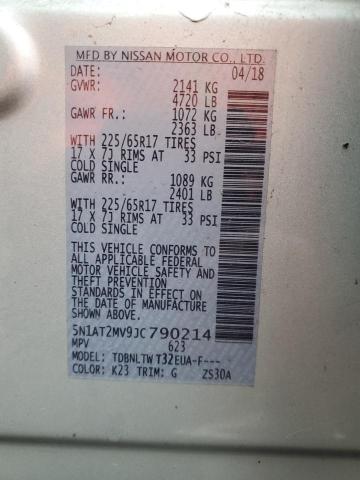 MFD BY NISSAN MOTOR CO., LTD.
DATE: 04/18
GVWR: 2141 KG
4720 LB
GAWR FR.: 1072 KG
2363 LB
WITH 225/65R17 TIRES
17 X 7J RIMS AT 33 PSI
COLD SINGLE
GAWR RR.: 1089 KG
2401 LB
WITH 225/65R17 TIRES
17 X 7J RIMS AT 33 PSI
COLD SINGLE
THIS VEHICLE CONFORMS TO
ALL APPLICABLE FEDERAL
MOTOR VEHICLE SAFETY AND
THEFT PREVENTION
STANDARDS IN EFFECT ON THE
DATE OF MANUFACTURE
SHOWN ABOVE.
5N1AT2MV9JC790214
MPV 623
MODEL: TDBNLTW T32EUA-F---
COLOR: K23 TRIM: G ZS30A